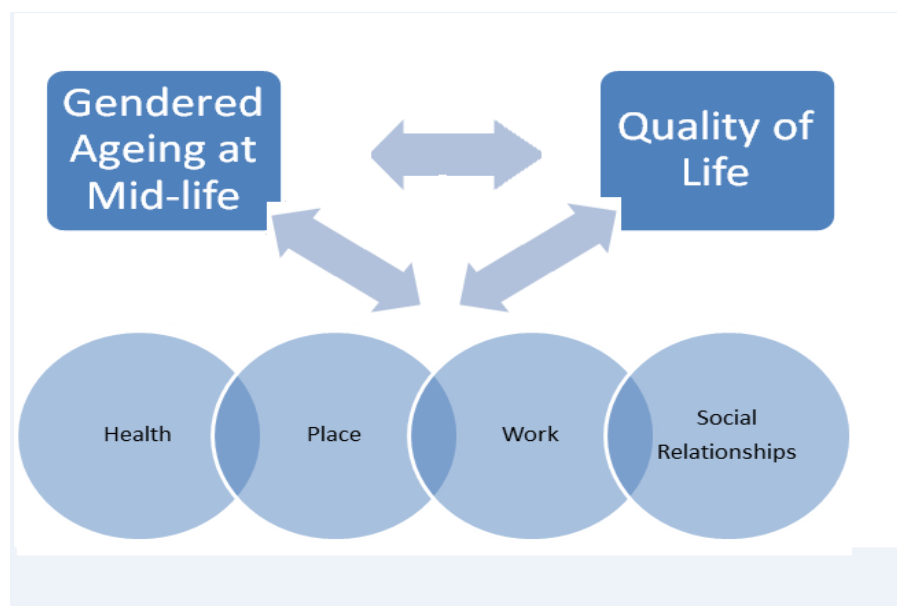 Gendered
Ageing at
Mid-life
Quality of
Life
Health
Place
Work
Social
Relationships